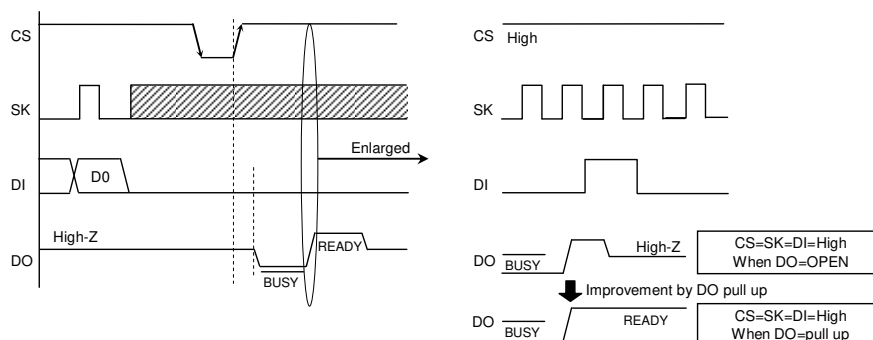 CS
SK
DI
D0
Enlarged
High-Z
DO
BUSY
READY
CS High
SK
DI
DO
BUSY
High-Z
CS=SK=DI=High
When DO=OPEN
Improvement by DO pull up
DO
BUSY
READY
CS=SK=DI=High
When DO=pull up